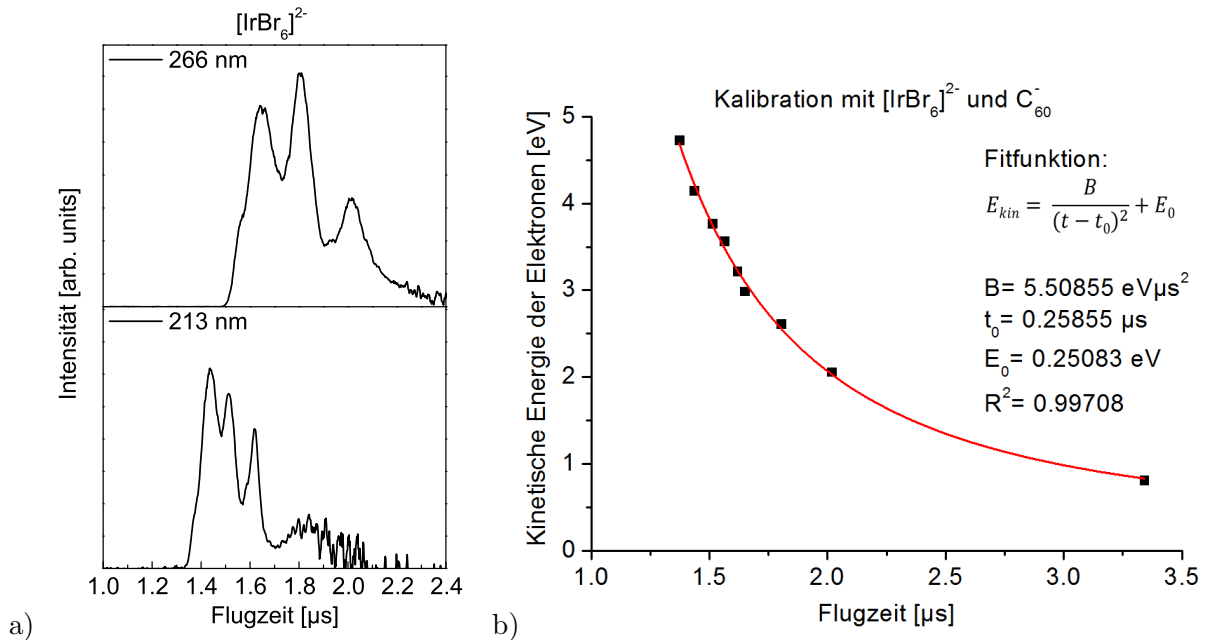 [IrBr₆]²⁻
266 nm
213 nm
Intensität [arb. units]
1.0 1.2 1.4 1.6 1.8 2.0 2.2 2.4
Flugzeit [µs]
a)
Kalibration mit [IrBr₆]²⁻ und C₆₀⁻
Kinetische Energie der Elektronen [eV]
5
4
3
2
1
0
Fitfunktion:
E_kin = B / (t − t₀)² + E₀
B= 5.50855 eVµs²
t₀= 0.25855 µs
E₀= 0.25083 eV
R²= 0.99708
1.0 1.5 2.0 2.5 3.0 3.5
Flugzeit [µs]
b)